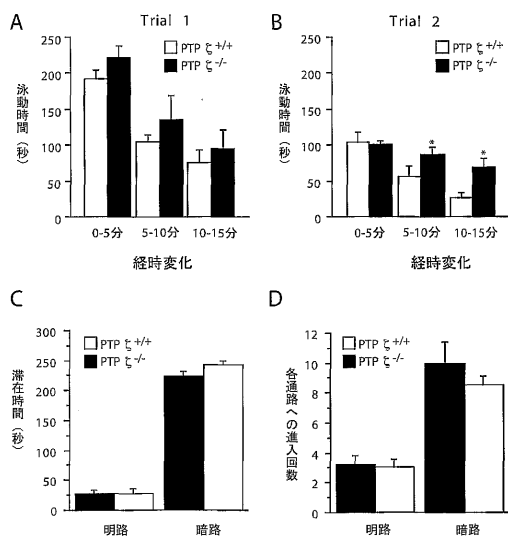 A
Trial 1
PTP ζ+/+
PTP ζ-/-
泳動時間(秒)
250
200
150
100
50
0
0-5分 5-10分 10-15分
経時変化
B
Trial 2
PTP ζ+/+
PTP ζ-/-
泳動時間(秒)
250
200
150
100
50
0
* *
0-5分 5-10分 10-15分
経時変化
C
PTP ζ+/+
PTP ζ-/-
滞在時間(秒)
300
250
200
150
100
50
0
明路 暗路
D
PTP ζ+/+
PTP ζ-/-
各通路への進入回数
12
10
8
6
4
2
0
明路 暗路